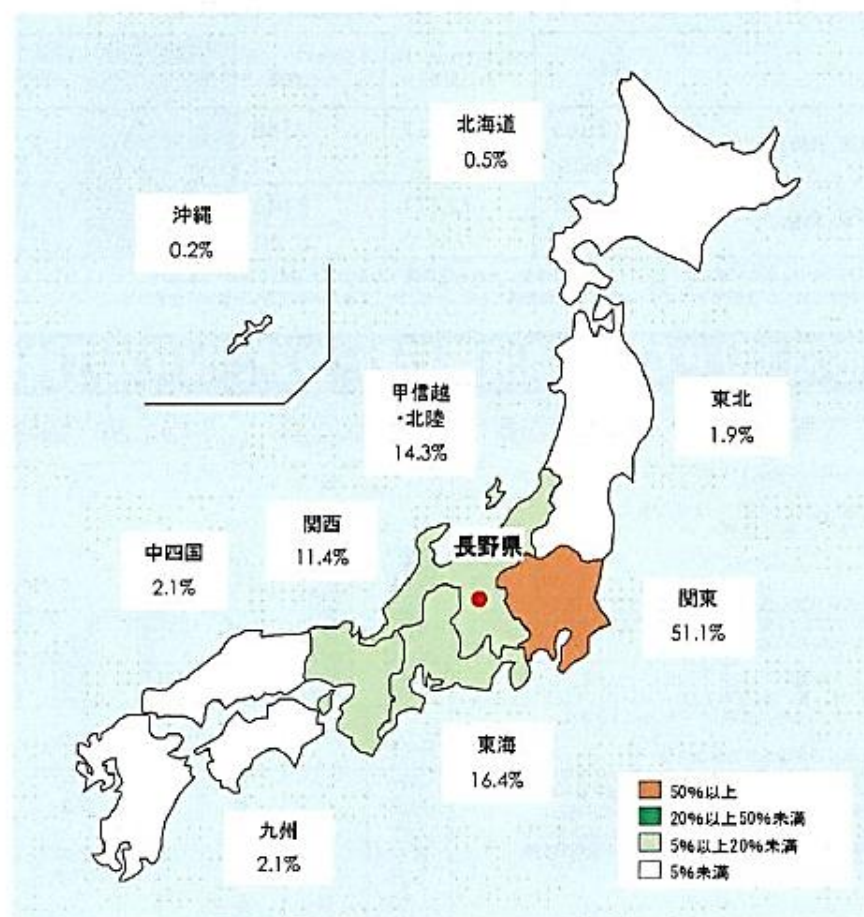 北海道
0.5%
沖縄
0.2%
甲信越
・北陸
14.3%
東北
1.9%
関西
11.4%
長野県
中四国
2.1%
関東
51.1%
東海
16.4%
九州
2.1%
50%以上
20%以上50%未満
5%以上20%未満
5%未満